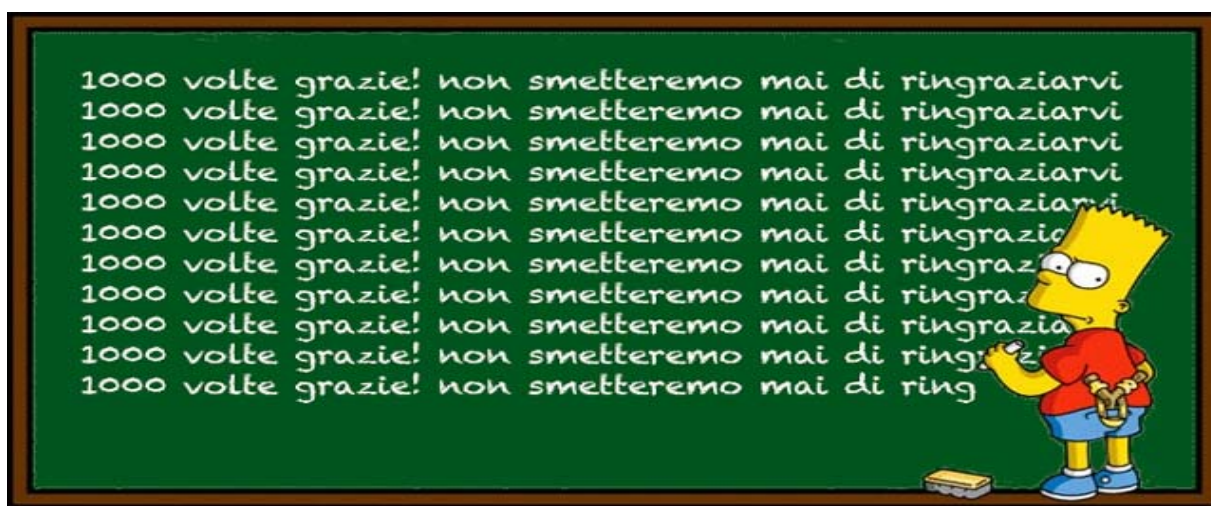 1000 volte grazie! non smetteremo mai di ringraziarvi
1000 volte grazie! non smetteremo mai di ringraziarvi
1000 volte grazie! non smetteremo mai di ringraziarvi
1000 volte grazie! non smetteremo mai di ringraziarvi
1000 volte grazie! non smetteremo mai di ringraziarvi
1000 volte grazie! non smetteremo mai di ringrazia
1000 volte grazie! non smetteremo mai di ringraz
1000 volte grazie! non smetteremo mai di ringraz
1000 volte grazie! non smetteremo mai di ringrazia
1000 volte grazie! non smetteremo mai di ringrazi
1000 volte grazie! non smetteremo mai di ring